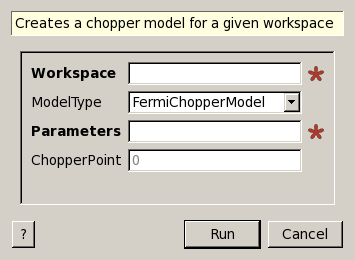 Creates a chopper model for a given workspace
Workspace *
ModelType FermiChopperModel
Parameters *
ChopperPoint 0
? Run Cancel